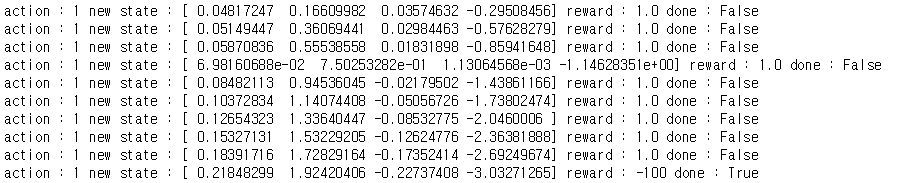 action : 1 new state : [ 0.04817247  0.16609982  0.03574632 -0.29508456] reward : 1.0 done : False
action : 1 new state : [ 0.05149447  0.36069441  0.02984463 -0.57628279] reward : 1.0 done : False
action : 1 new state : [ 0.05870836  0.55538558  0.01831898 -0.85941648] reward : 1.0 done : False
action : 1 new state : [ 6.98160688e-02  7.50253282e-01  1.13064568e-03 -1.14628351e+00] reward : 1.0 done : False
action : 1 new state : [ 0.08482113  0.94536045 -0.02179502 -1.43861166] reward : 1.0 done : False
action : 1 new state : [ 0.10372834  1.14074408 -0.05056726 -1.73802474] reward : 1.0 done : False
action : 1 new state : [ 0.12654323  1.33640447 -0.08532775 -2.0460006 ] reward : 1.0 done : False
action : 1 new state : [ 0.15327131  1.53229205 -0.12624776 -2.36381888] reward : 1.0 done : False
action : 1 new state : [ 0.18391716  1.72829164 -0.17352414 -2.69249674] reward : 1.0 done : False
action : 1 new state : [ 0.21848299  1.92420406 -0.22737408 -3.03271265] reward : -100 done : True